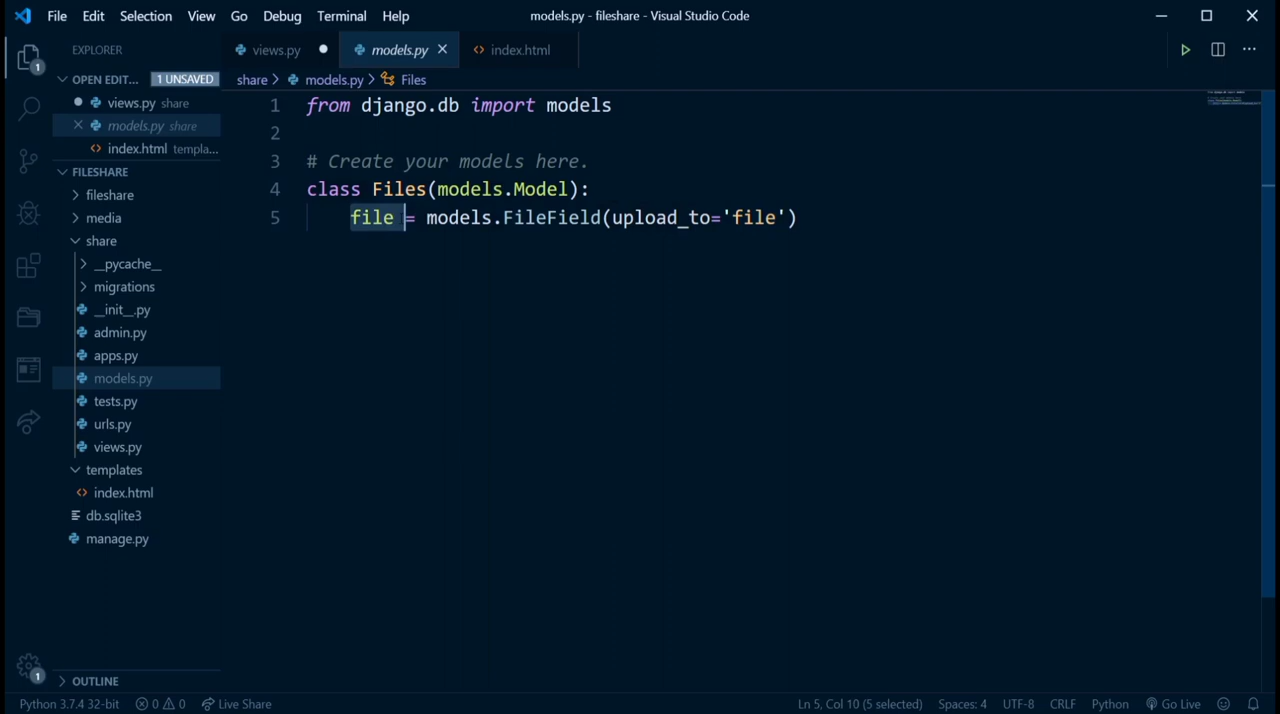 File Edit Selection View Go Debug Terminal Help models.py - fileshare - Visual Studio Code
EXPLORER
views.py models.py index.html
OPEN EDIT... 1 UNSAVED
share models.py Files
views.py share
models.py share
index.html templa...
FILESHARE
fileshare
media
share
__pycache__
migrations
__init__.py
admin.py
apps.py
models.py
tests.py
urls.py
views.py
templates
index.html
db.sqlite3
manage.py
OUTLINE
1
1
1 from django.db import models
2
3 # Create your models here.
4 class Files(models.Model):
5 file = models.FileField(upload_to='file')
Python 3.7.4 32-bit 0 0 Live Share Ln 5, Col 10 (5 selected) Spaces: 4 UTF-8 CRLF Python Go Live